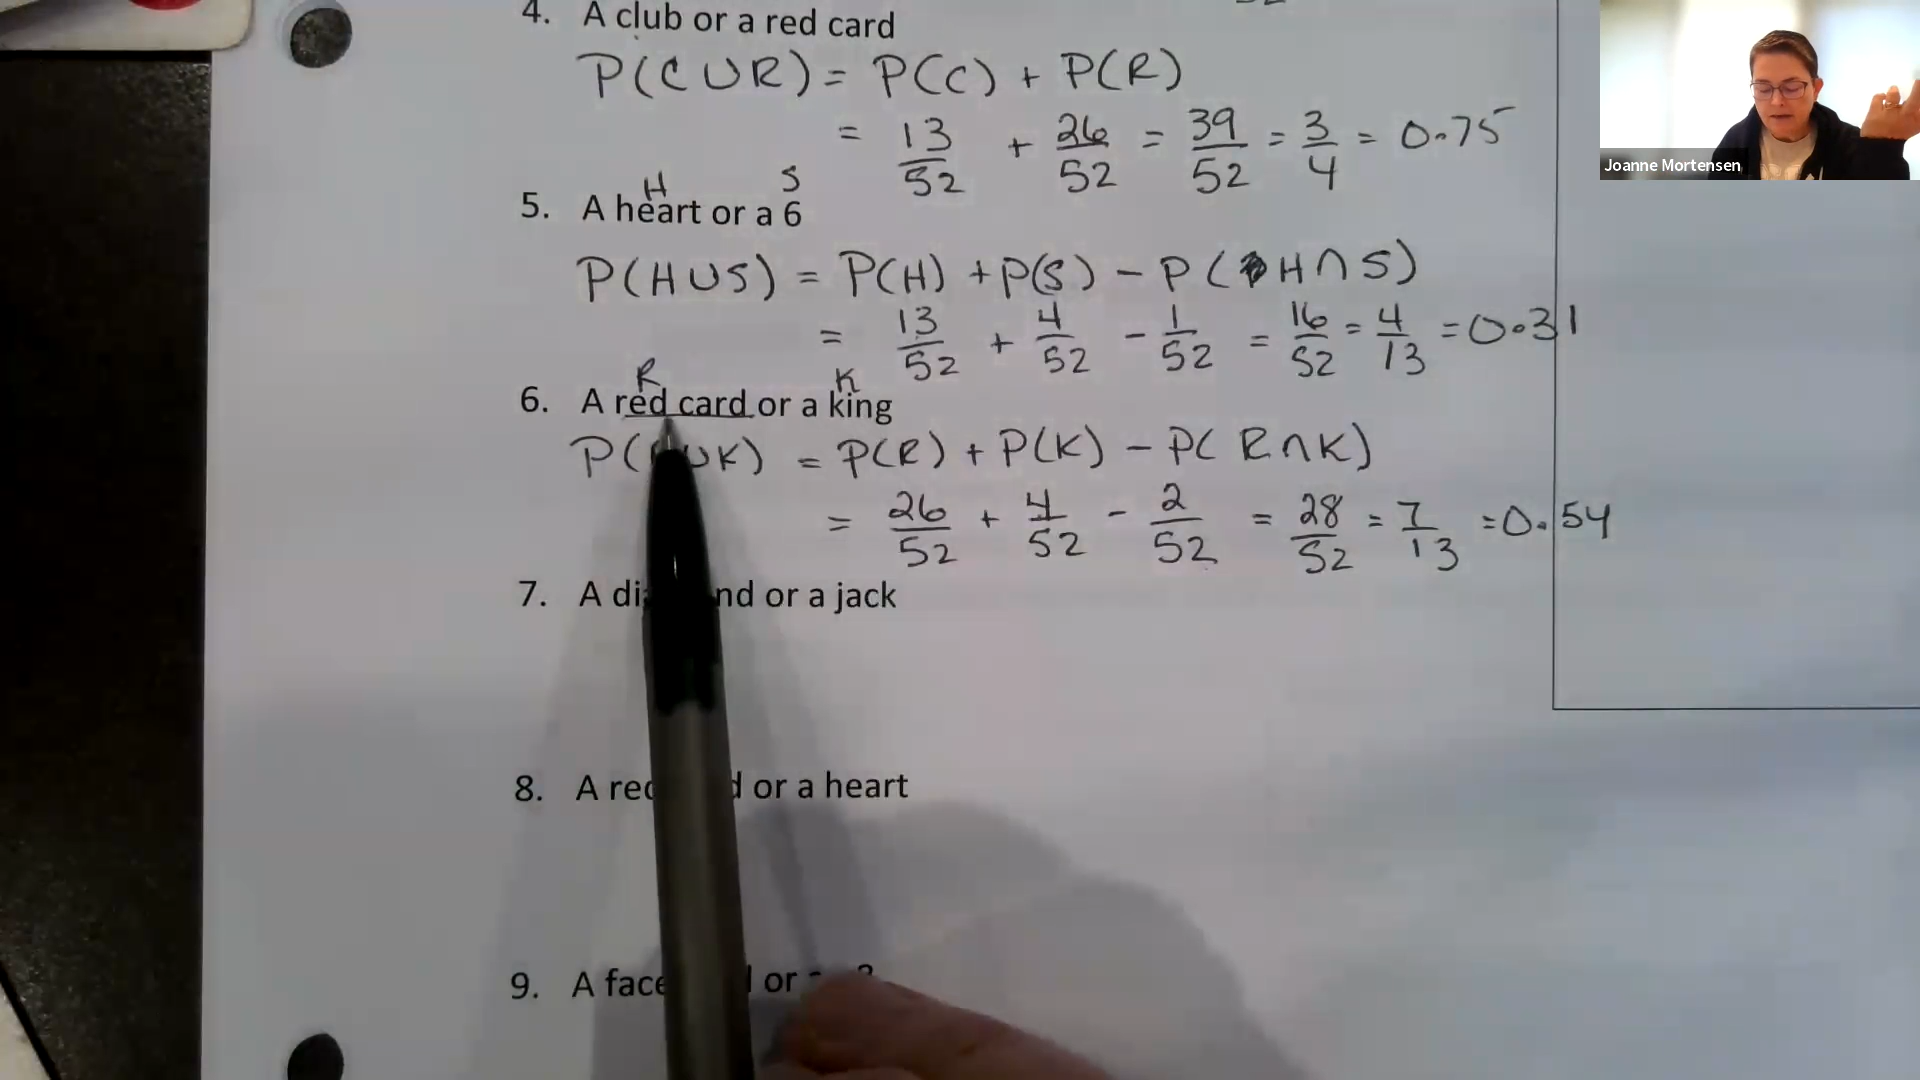 4. A club or a red card
P(C ∪ R) = P(C) + P(R)
= 13/52 + 26/52 = 39/52 = 3/4 = 0.75
Joanne Mortensen
H S
5. A heart or a 6
P(H ∪ S) = P(H) + P(S) - P(H ∩ S)
= 13/52 + 4/52 - 1/52 = 16/52 = 4/13 = 0.31
R K
6. A red card or a king
P( ∪ K) = P(R) + P(K) - P(R ∩ K)
= 26/52 + 4/52 - 2/52 = 28/52 = 7/13 = 0.54
7. A diamond or a jack
8. A red card or a heart
9. A face or